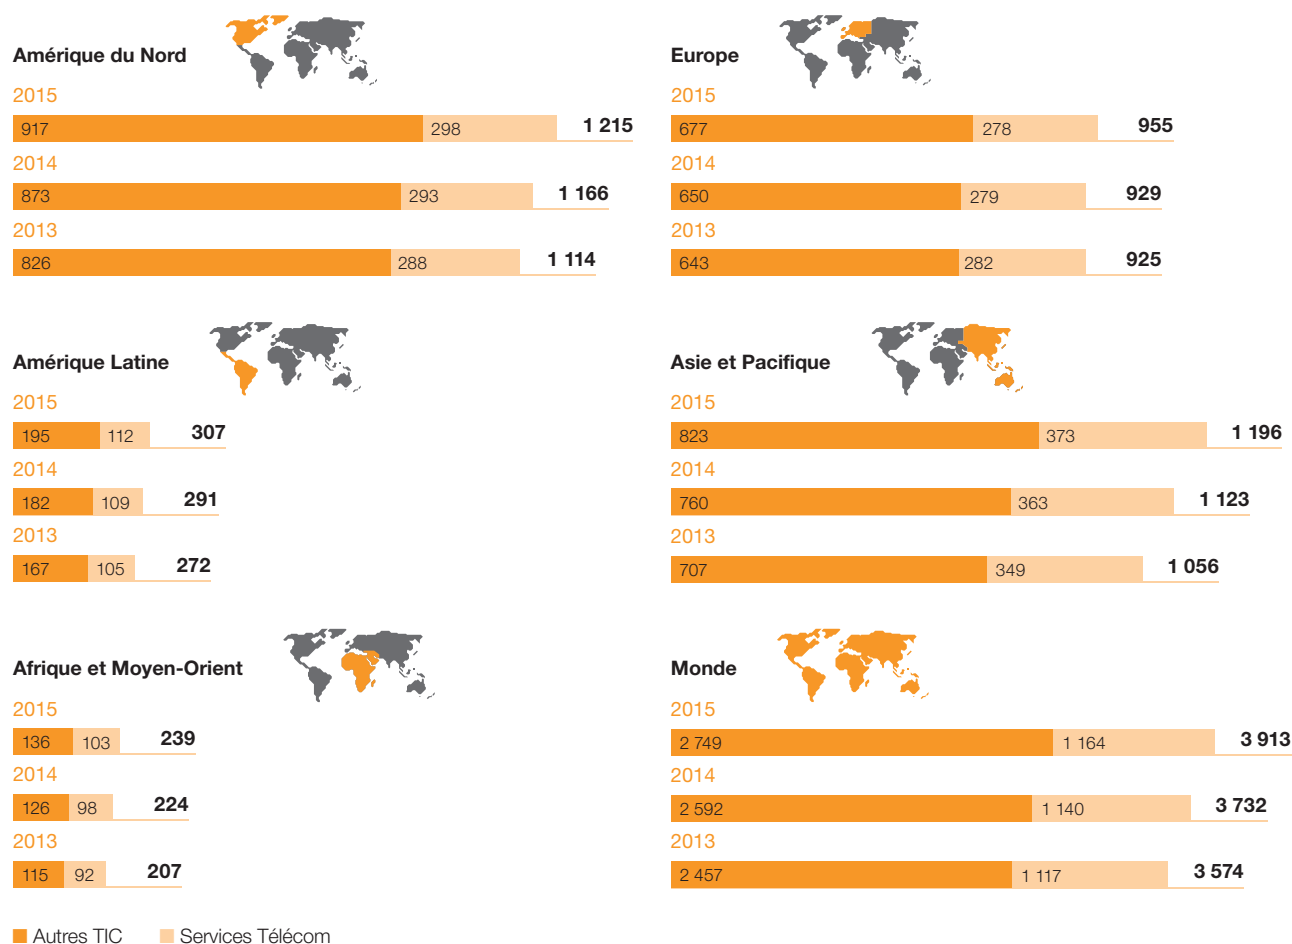 Amérique du Nord
2015
917 298 1 215
2014
873 293 1 166
2013
826 288 1 114
Europe
2015
677 278 955
2014
650 279 929
2013
643 282 925
Amérique Latine
2015
195 112 307
2014
182 109 291
2013
167 105 272
Asie et Pacifique
2015
823 373 1 196
2014
760 363 1 123
2013
707 349 1 056
Afrique et Moyen-Orient
2015
136 103 239
2014
126 98 224
2013
115 92 207
Monde
2015
2 749 1 164 3 913
2014
2 592 1 140 3 732
2013
2 457 1 117 3 574
Autres TIC Services Télécom